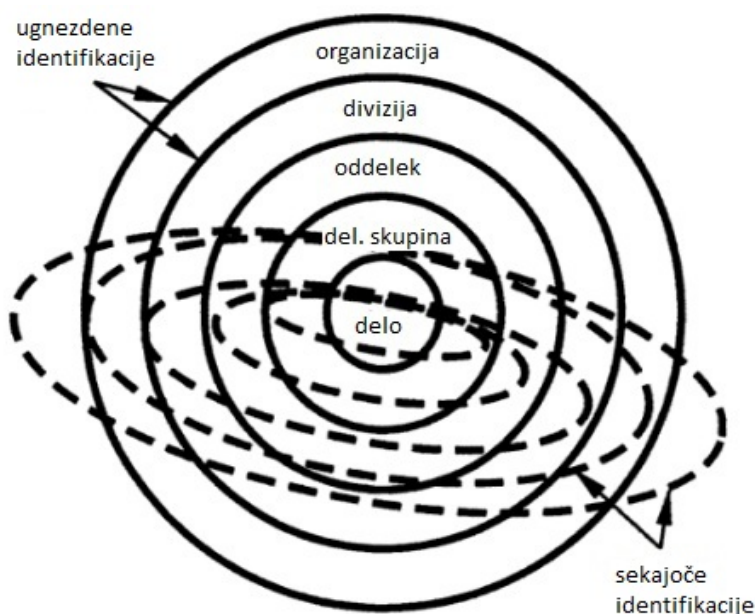 ugnezdene
identifikacije
organizacija
divizija
oddelek
del. skupina
delo
sekajoče
identifikacije